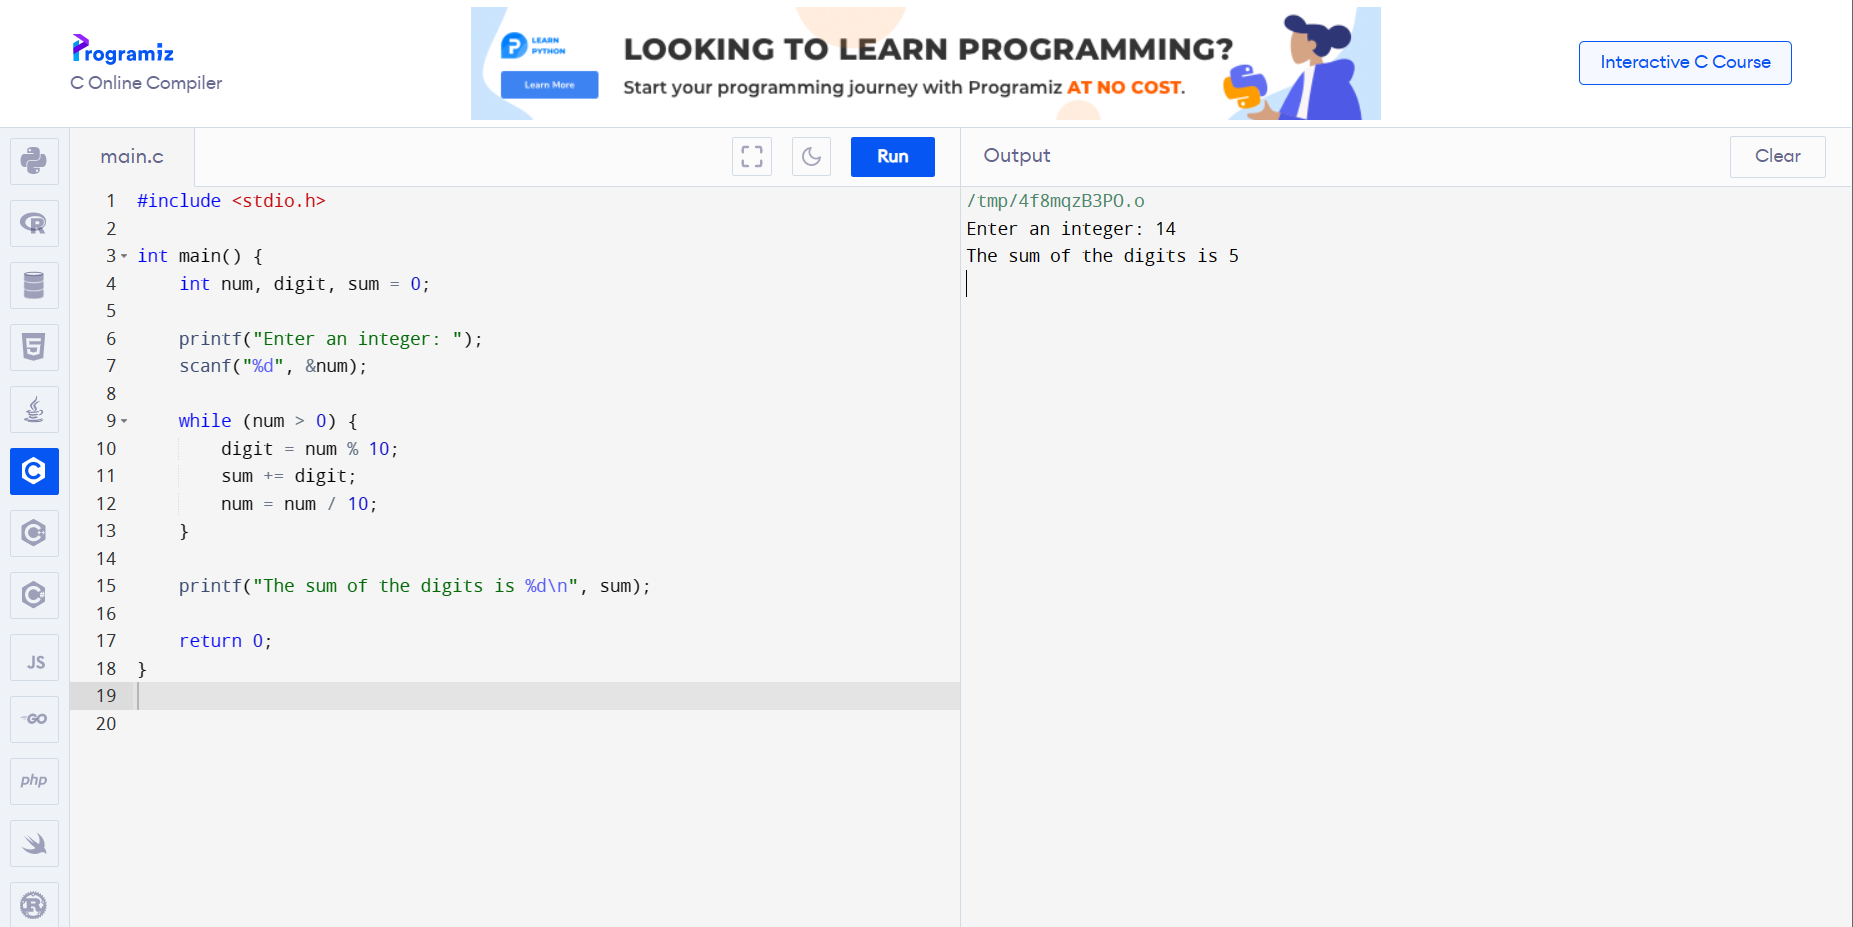 Programiz
C Online Compiler
LEARN
PYTHON
Learn More
LOOKING TO LEARN PROGRAMMING?
Start your programming journey with Programiz AT NO COST.
Interactive C Course
main.c
Run
Output
Clear
1 #include <stdio.h>
2
3 int main() {
4     int num, digit, sum = 0;
5
6     printf("Enter an integer: ");
7     scanf("%d", &num);
8
9     while (num > 0) {
10         digit = num % 10;
11         sum += digit;
12         num = num / 10;
13     }
14
15     printf("The sum of the digits is %d\n", sum);
16
17     return 0;
18 }
19
20
/tmp/4f8mqzB3PO.o
Enter an integer: 14
The sum of the digits is 5
R
5
C
C
C
JS
GO
php
R